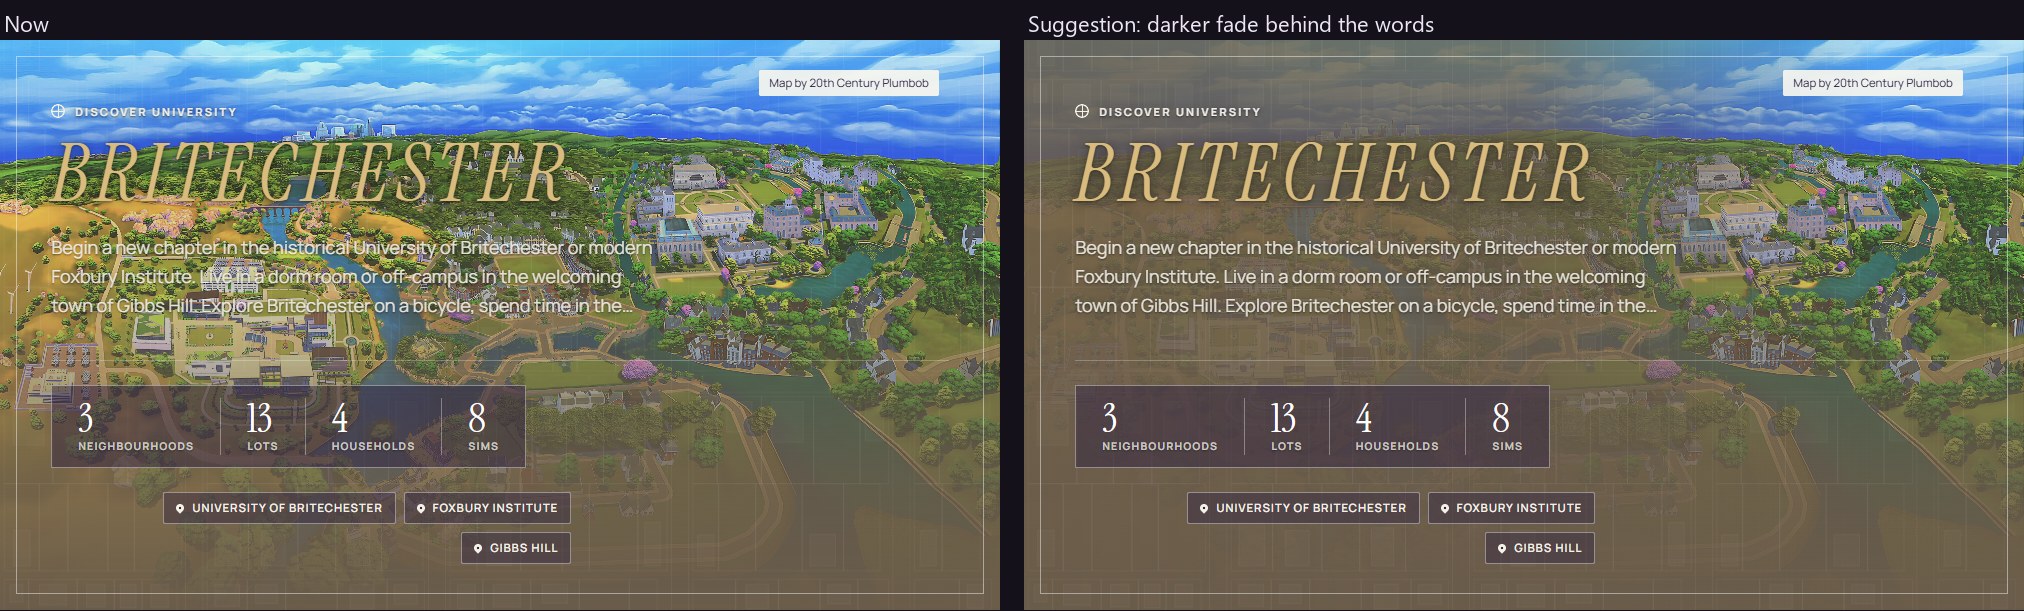 Now
Map by 20th Century Plumbob
DISCOVER UNIVERSITY
BRITECHESTER
Begin a new chapter in the historical University of Britechester or modern
Foxbury Institute. Live in a dorm room or off-campus in the welcoming
town of Gibbs Hill. Explore Britechester on a bicycle, spend time in the...
3 13 4 8
NEIGHBOURHOODS LOTS HOUSEHOLDS SIMS
UNIVERSITY OF BRITECHESTER FOXBURY INSTITUTE
GIBBS HILL
Suggestion: darker fade behind the words
Map by 20th Century Plumbob
DISCOVER UNIVERSITY
BRITECHESTER
Begin a new chapter in the historical University of Britechester or modern
Foxbury Institute. Live in a dorm room or off-campus in the welcoming
town of Gibbs Hill. Explore Britechester on a bicycle, spend time in the...
3 13 4 8
NEIGHBOURHOODS LOTS HOUSEHOLDS SIMS
UNIVERSITY OF BRITECHESTER FOXBURY INSTITUTE
GIBBS HILL